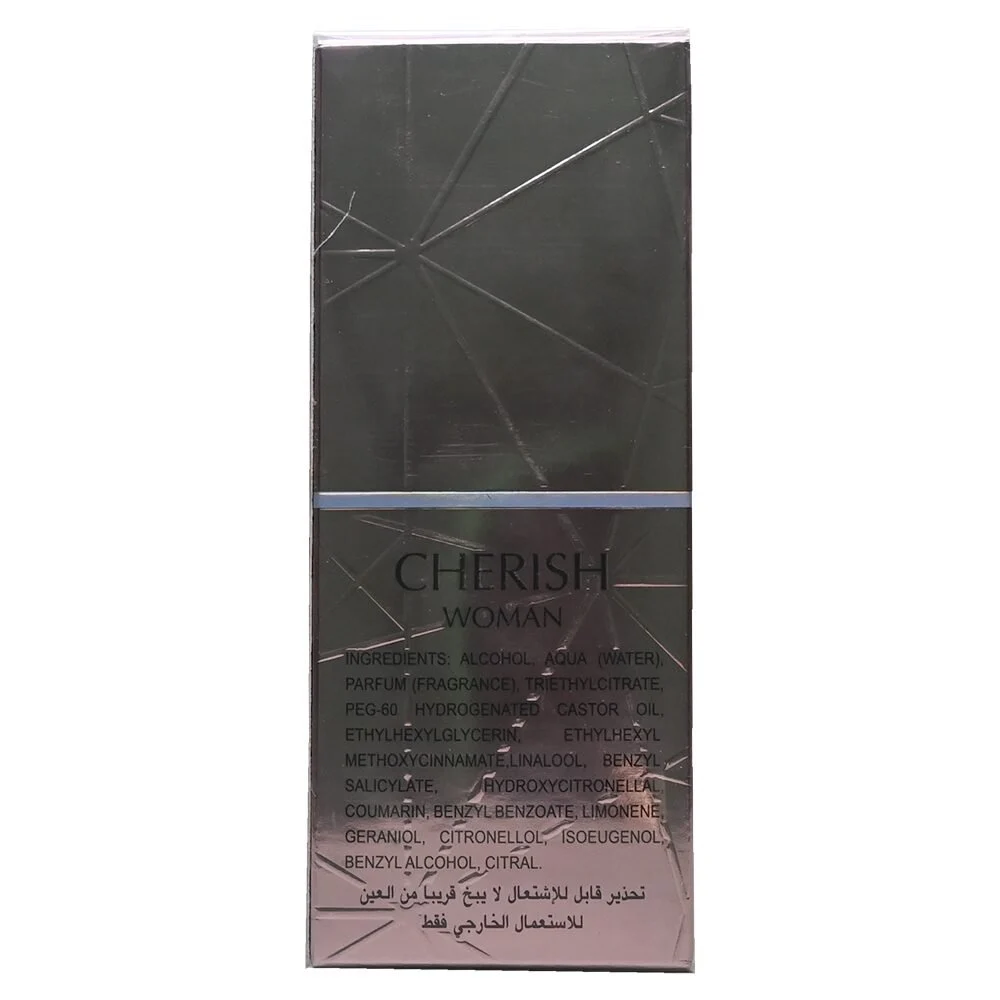 CHERISH
WOMAN
INGREDIENTS: ALCOHOL, AQUA (WATER),
PARFUM (FRAGRANCE), TRIETHYLCITRATE,
PEG-60 HYDROGENATED CASTOR OIL,
ETHYLHEXYLGLYCERIN, ETHYLHEXYL
METHOXYCINNAMATE,LINALOOL, BENZYL
SALICYLATE, HYDROXYCITRONELLAL,
COUMARIN, BENZYL BENZOATE, LIMONENE,
GERANIOL, CITRONELLOL, ISOEUGENOL,
BENZYL ALCOHOL, CITRAL.
تحذير قابل للإشتعال لا يبخ قريبا من العين
للاستعمال الخارجي فقط